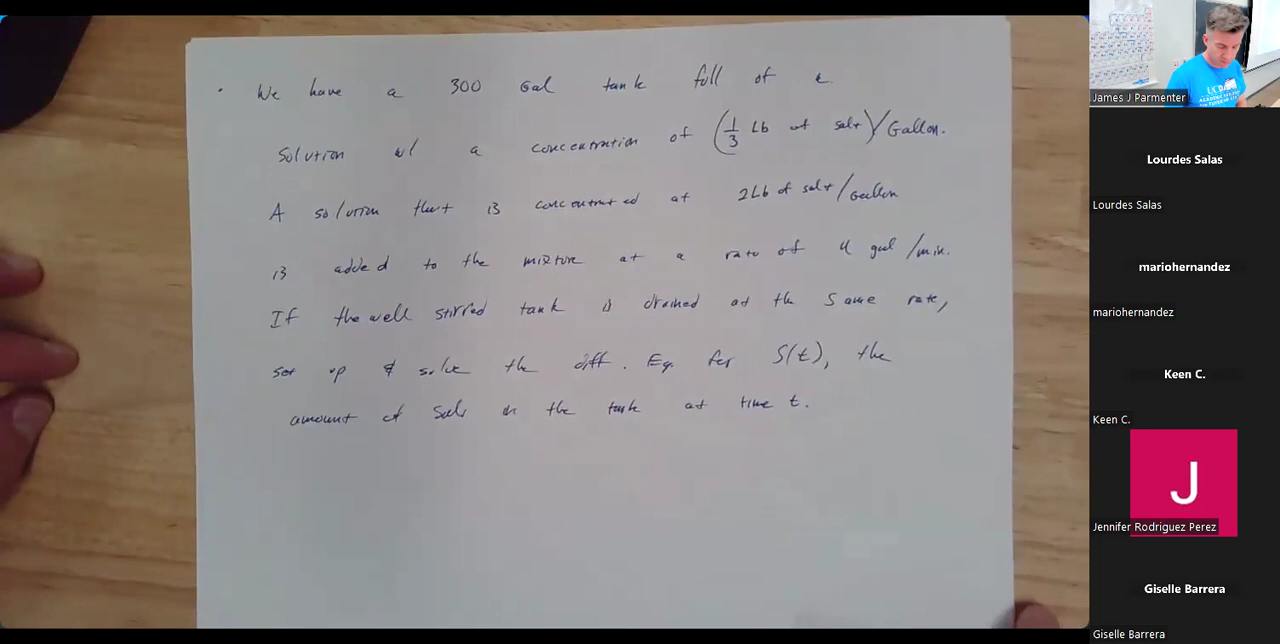 • We have a 300 Gal tank full of a
solution w/ a concentration of (1/3 Lb of salt)/Gallon.
A solution that is concentrated at 2Lb of salt/Gallon
is added to the mixture at a rate of 4 gal/min.
If the well stirred tank is drained at the same rate,
set up & solve the diff. Eq. for S(t), the
amount of Salt in the tank at time t.
James J Parmenter
Lourdes Salas
Lourdes Salas
mariohernandez
mariohernandez
Keen C.
Keen C.
J
Jennifer Rodriguez Perez
Giselle Barrera
Giselle Barrera